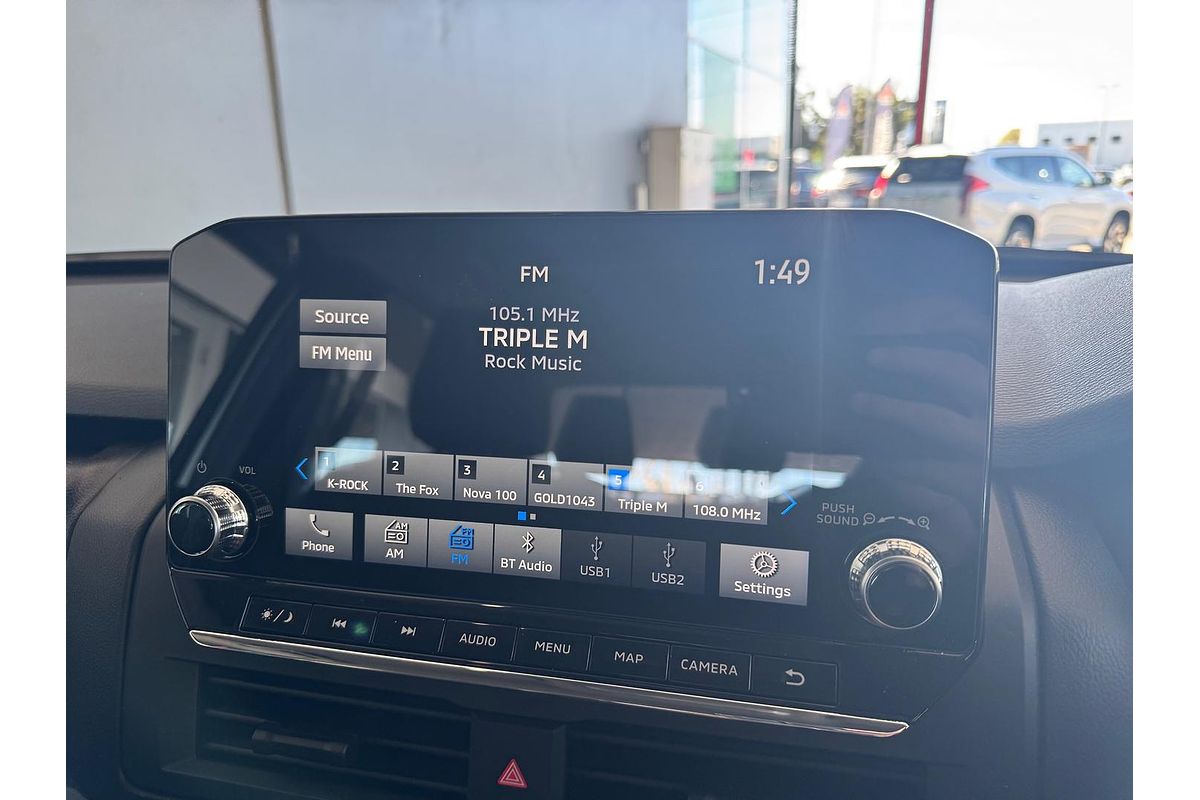 FM
1:49
Source
105.1 MHz
TRIPLE M
FM Menu
Rock Music
1
K-ROCK
2
The Fox
3
Nova 100
4
GOLD1043
5
Triple M
6
108.0 MHz
VOL
PUSH
SOUND
Phone
AM
AM
FM
FM
BT Audio
USB1
USB2
Settings
AUDIO
MENU
MAP
CAMERA